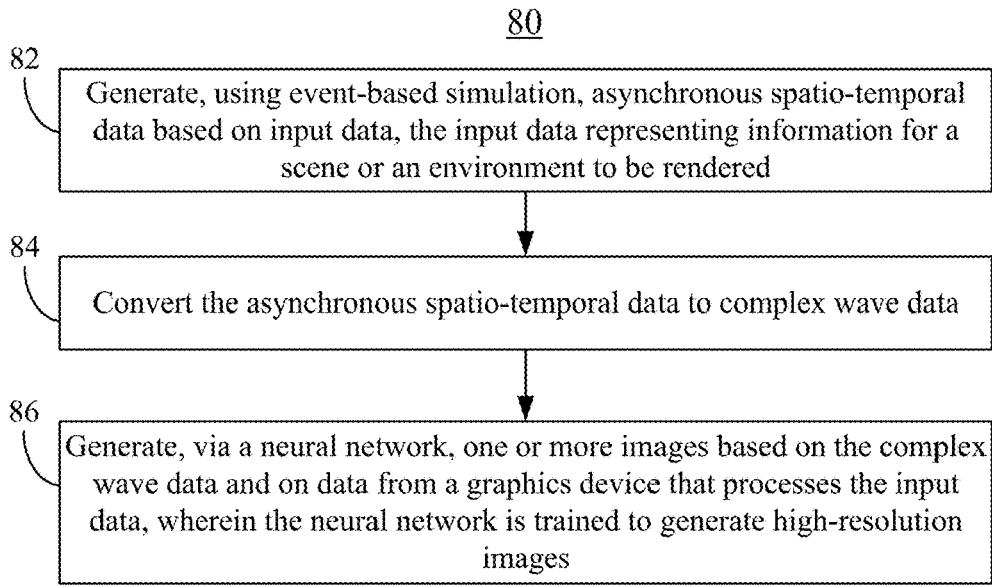 80
82
Generate, using event-based simulation, asynchronous spatio-temporal
data based on input data, the input data representing information for a
scene or an environment to be rendered
84
Convert the asynchronous spatio-temporal data to complex wave data
86
Generate, via a neural network, one or more images based on the complex
wave data and on data from a graphics device that processes the input
data, wherein the neural network is trained to generate high-resolution
images